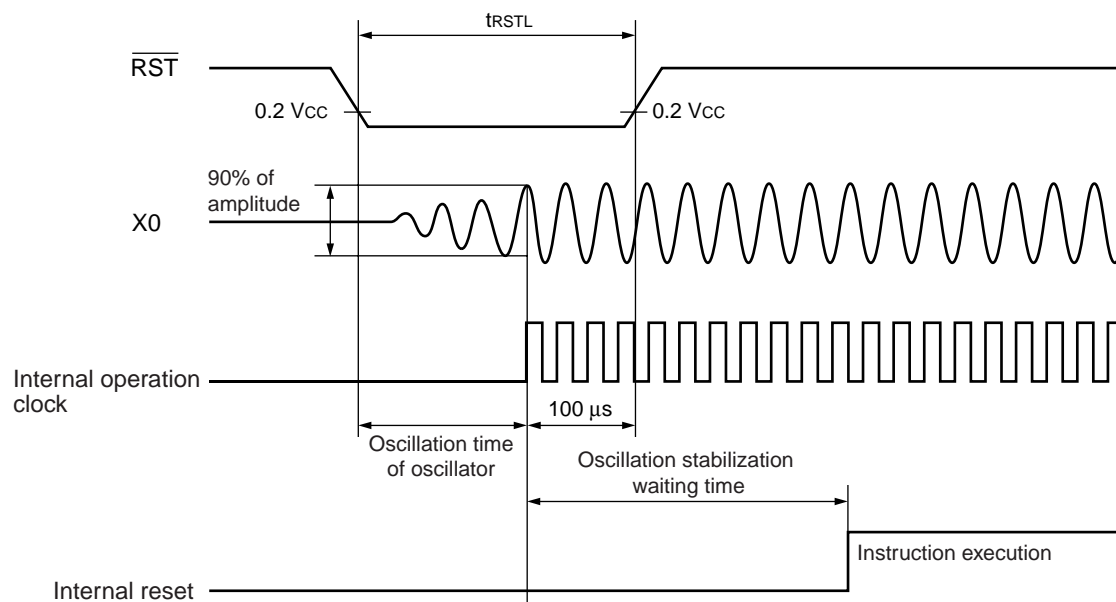 tRSTL
RST
0.2 VCC
0.2 VCC
90% of
amplitude
X0
Internal operation
clock
100 μs
Oscillation time
of oscillator
Oscillation stabilization
waiting time
Instruction execution
Internal reset